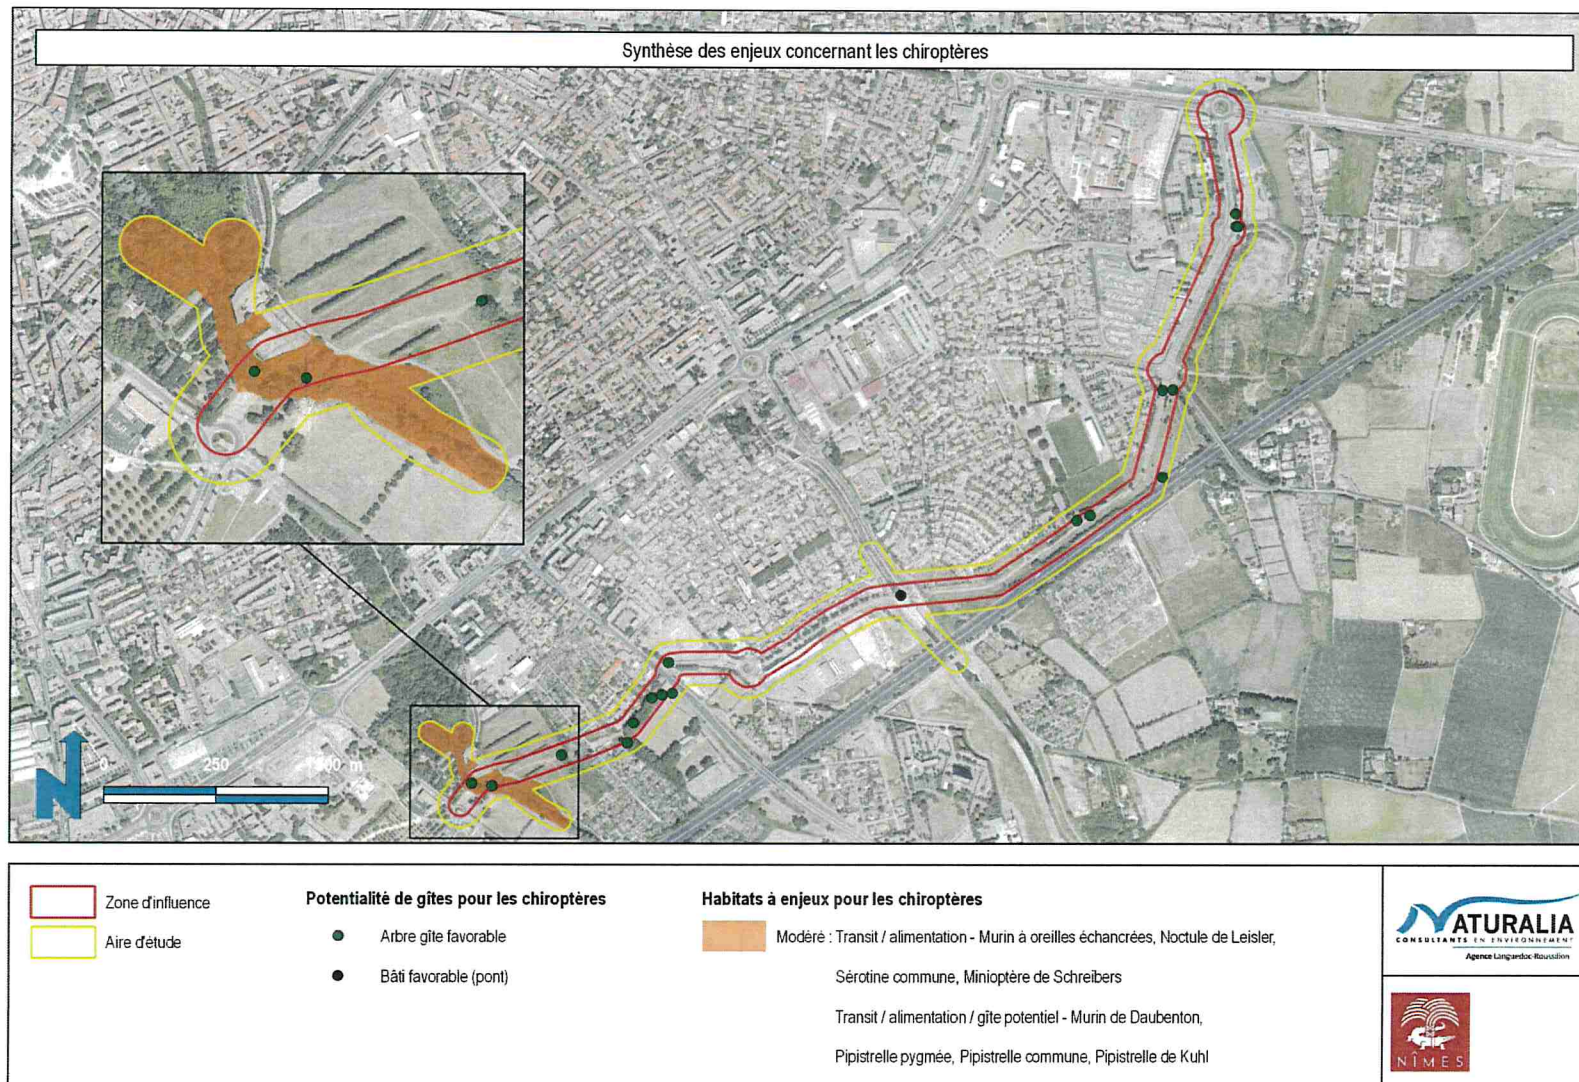 Synthèse des enjeux concernant les chiroptères
0 250 500 m
N
Zone d'influence
Aire d'étude
Potentialité de gîtes pour les chiroptères
Arbre gîte favorable
Bâti favorable (pont)
Habitats à enjeux pour les chiroptères
Modéré : Transit / alimentation - Murin à oreilles échancrées, Noctule de Leisler,
Sérotine commune, Minioptère de Schreibers
Transit / alimentation / gîte potentiel - Murin de Daubenton,
Pipistrelle pygmée, Pipistrelle commune, Pipistrelle de Kuhl
NATURALIA
CONSULTANTS EN ENVIRONNEMENT
Agence Languedoc-Roussillon
NÎMES